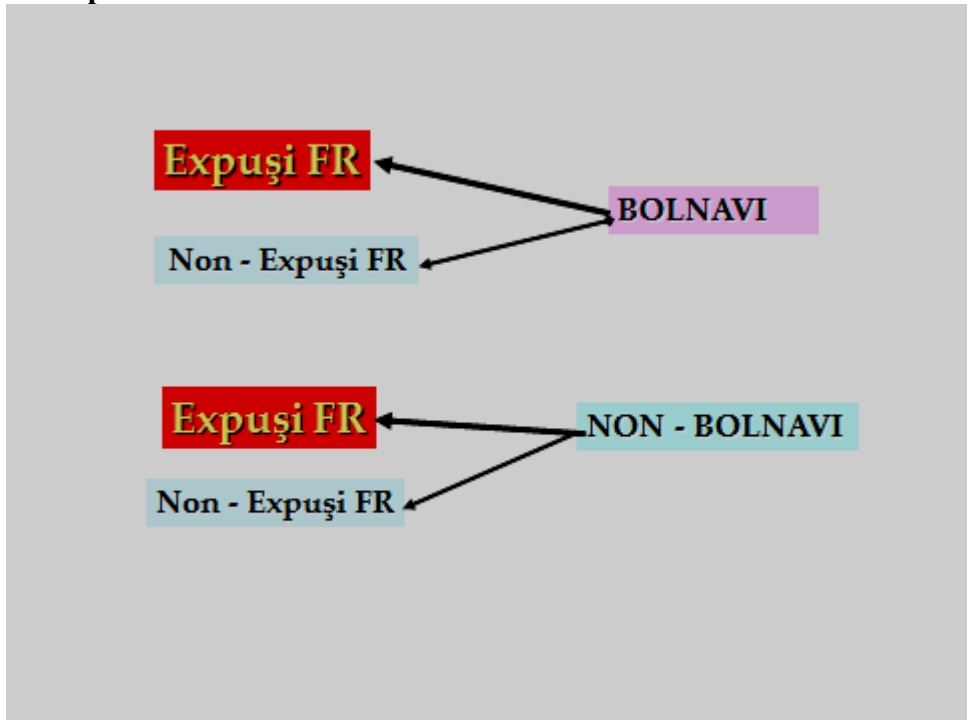 Expuşi FR
BOLNAVI
Non - Expuşi FR
Expuşi FR
NON - BOLNAVI
Non - Expuşi FR